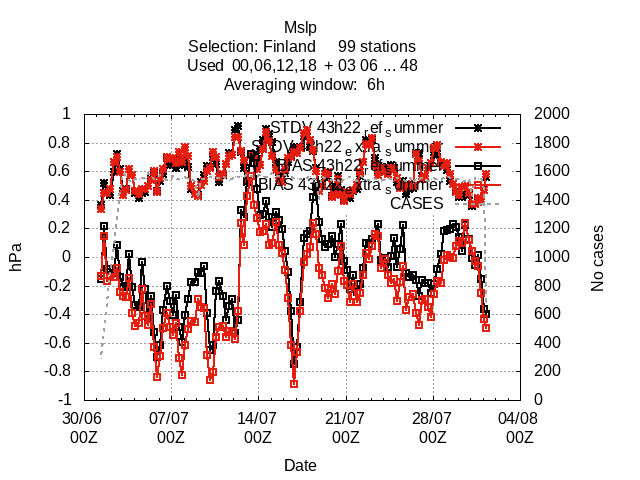 Mslp
Selection: Finland 99 stations
Used 00,06,12,18 + 03 06 ... 48
Averaging window: 6h
STDV 43h22_ref_summer
STDV 43h22_extra_summer
BIAS 43h22_ref_summer
BIAS 43h22_extra_summer
CASES
1
0.8
0.6
0.4
0.2
0
-0.2
-0.4
-0.6
-0.8
-1
hPa
2000
1800
1600
1400
1200
1000
800
600
400
200
0
No cases
30/06 07/07 14/07 21/07 28/07 04/08
00Z 00Z 00Z 00Z 00Z 00Z
Date